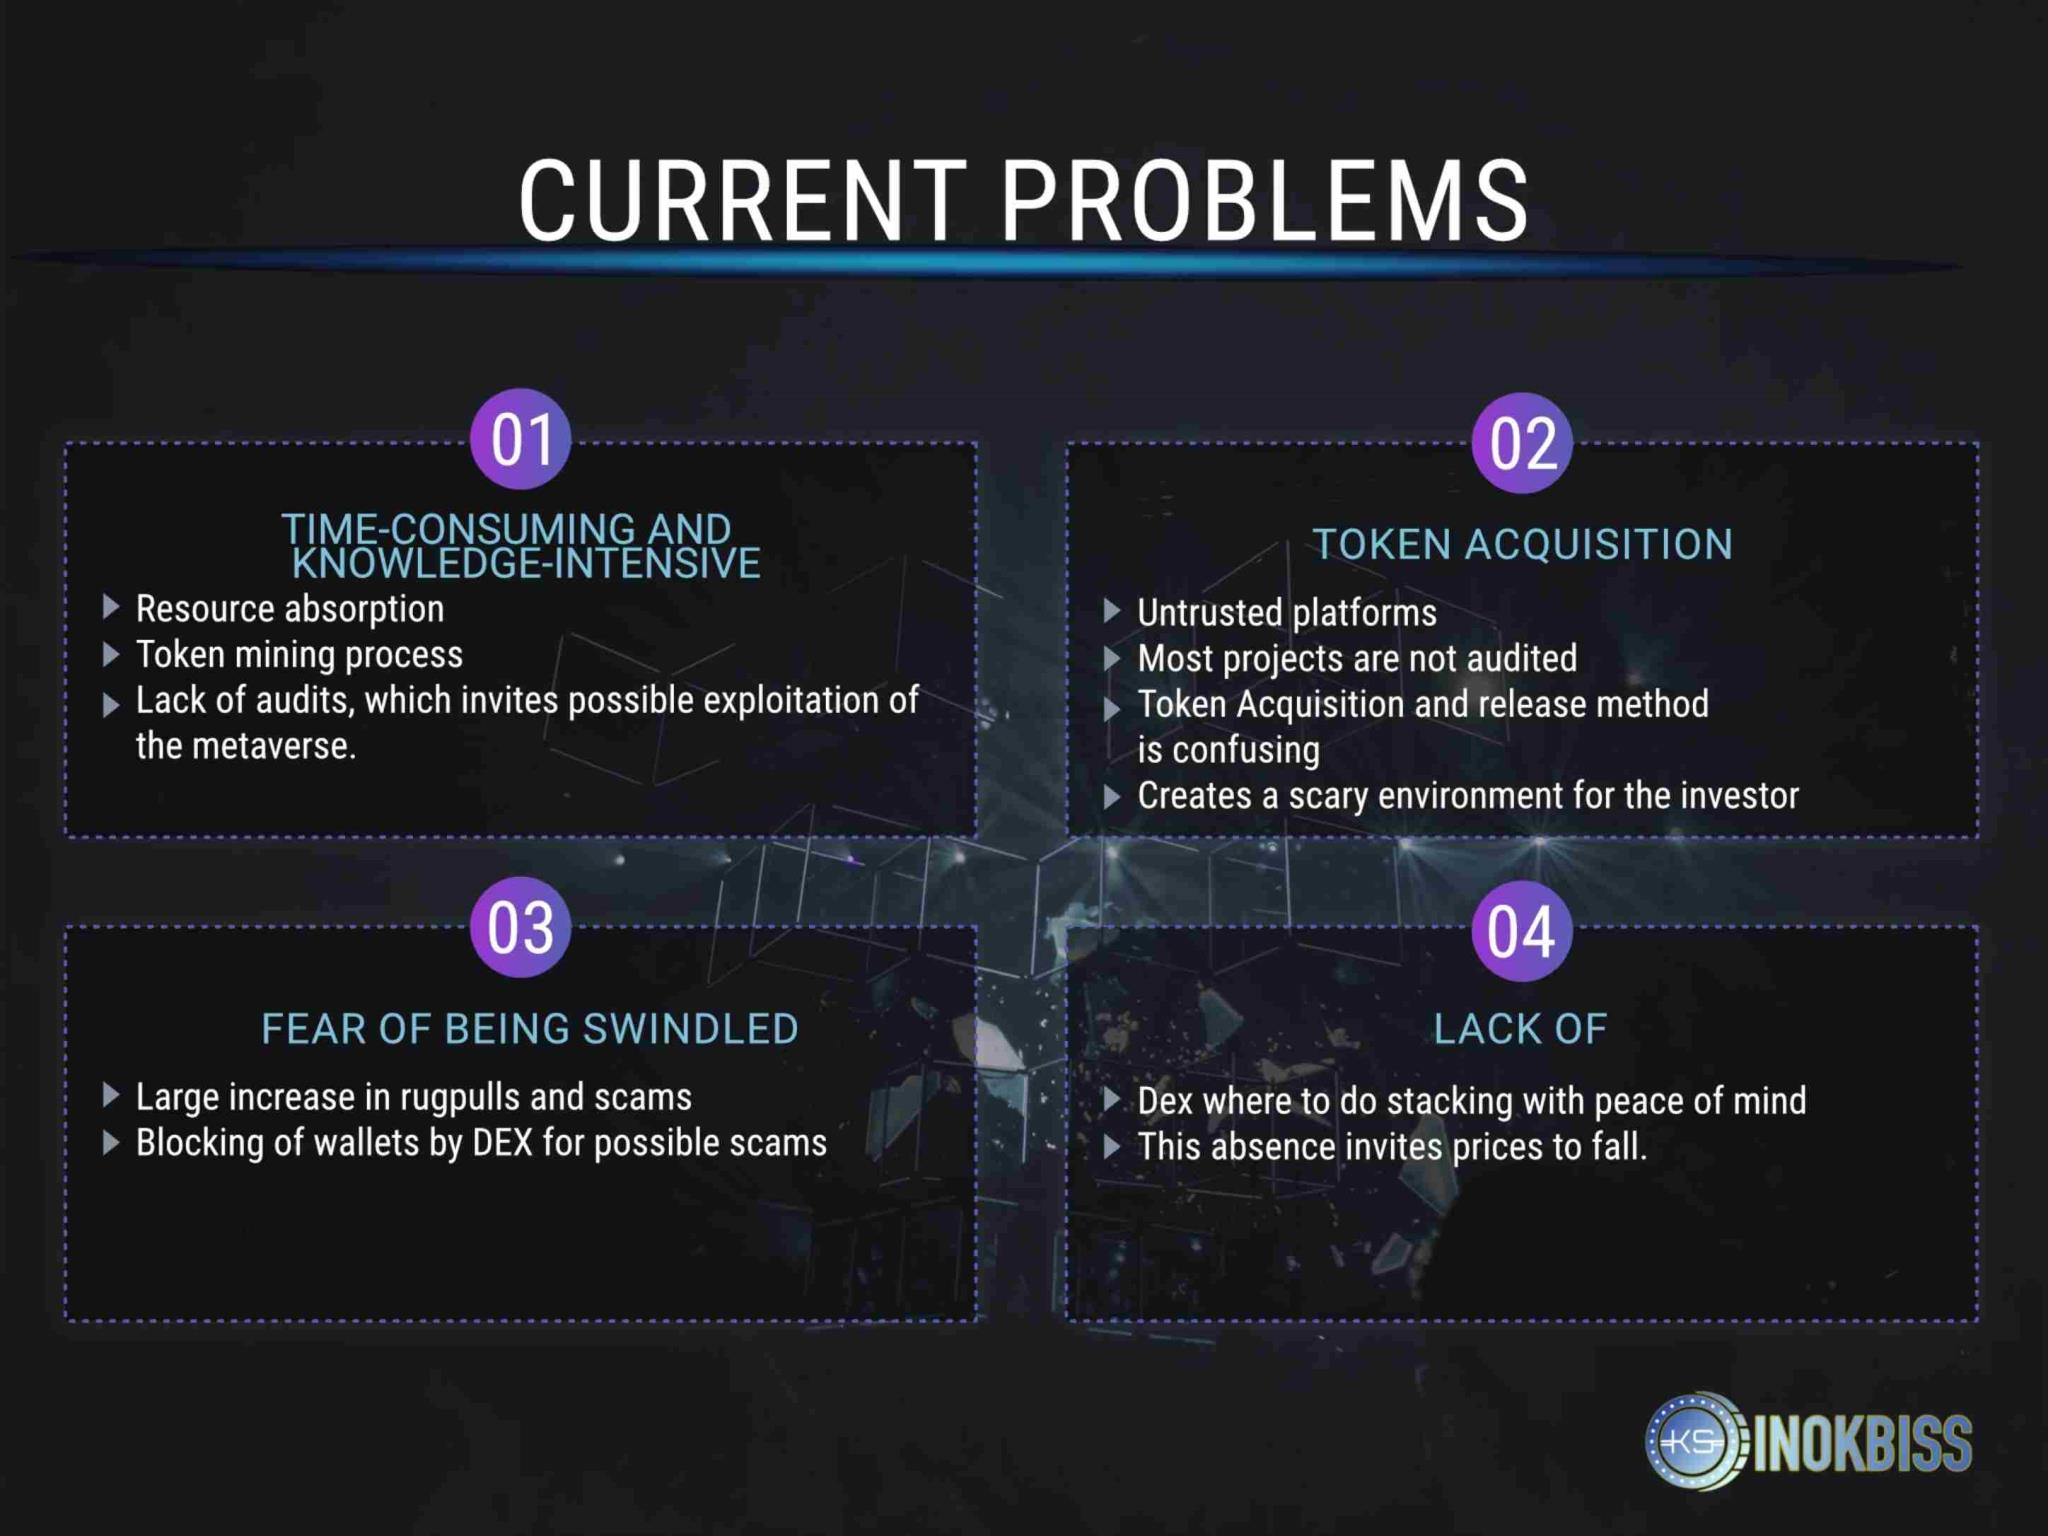 CURRENT PROBLEMS
01
TIME-CONSUMING AND
KNOWLEDGE-INTENSIVE
Resource absorption
Token mining process
Lack of audits, which invites possible exploitation of
the metaverse.
02
TOKEN ACQUISITION
Untrusted platforms
Most projects are not audited
Token Acquisition and release method
is confusing
Creates a scary environment for the investor
03
FEAR OF BEING SWINDLED
Large increase in rugpulls and scams
Blocking of wallets by DEX for possible scams
04
LACK OF
Dex where to do stacking with peace of mind
This absence invites prices to fall.
KS INOKBISS